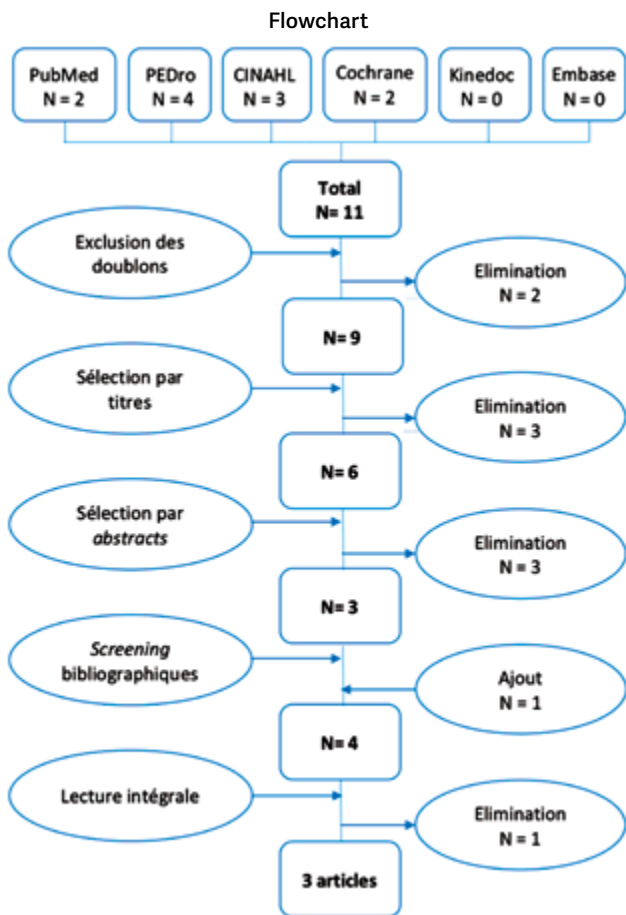 Flowchart
PubMed
N = 2
PEDro
N = 4
CINAHL
N = 3
Cochrane
N = 2
Kinedoc
N = 0
Embase
N = 0
Total
N= 11
Exclusion des
doublons
Elimination
N = 2
N= 9
Sélection par
titres
Elimination
N = 3
N= 6
Sélection par
abstracts
Elimination
N = 3
N= 3
Screening
bibliographiques
Ajout
N = 1
N= 4
Lecture intégrale
Elimination
N = 1
3 articles